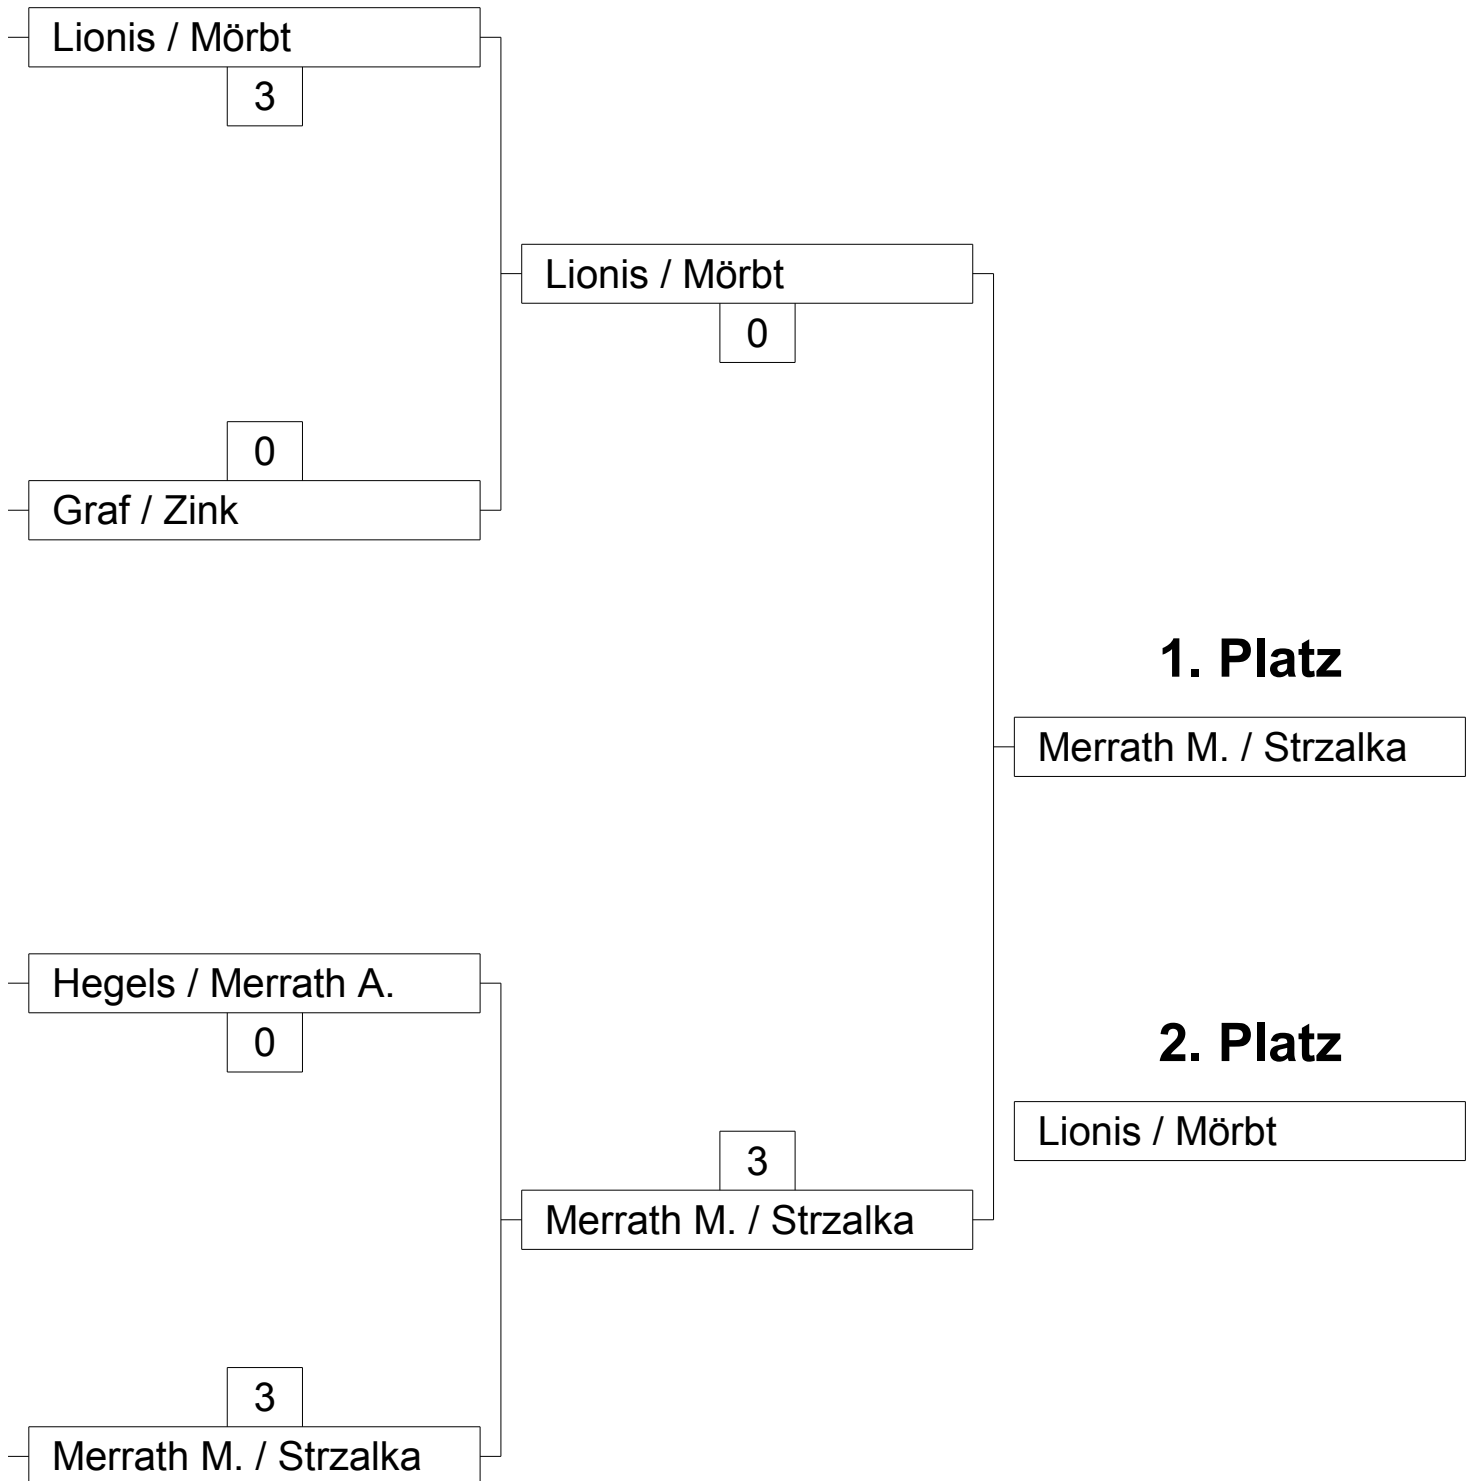 Lionis / Mörbt
3
Lionis / Mörbt
0
0
Graf / Zink
1. Platz
Merrath M. / Strzalka
Hegels / Merrath A.
0
2. Platz
Lionis / Mörbt
3
Merrath M. / Strzalka
3
Merrath M. / Strzalka